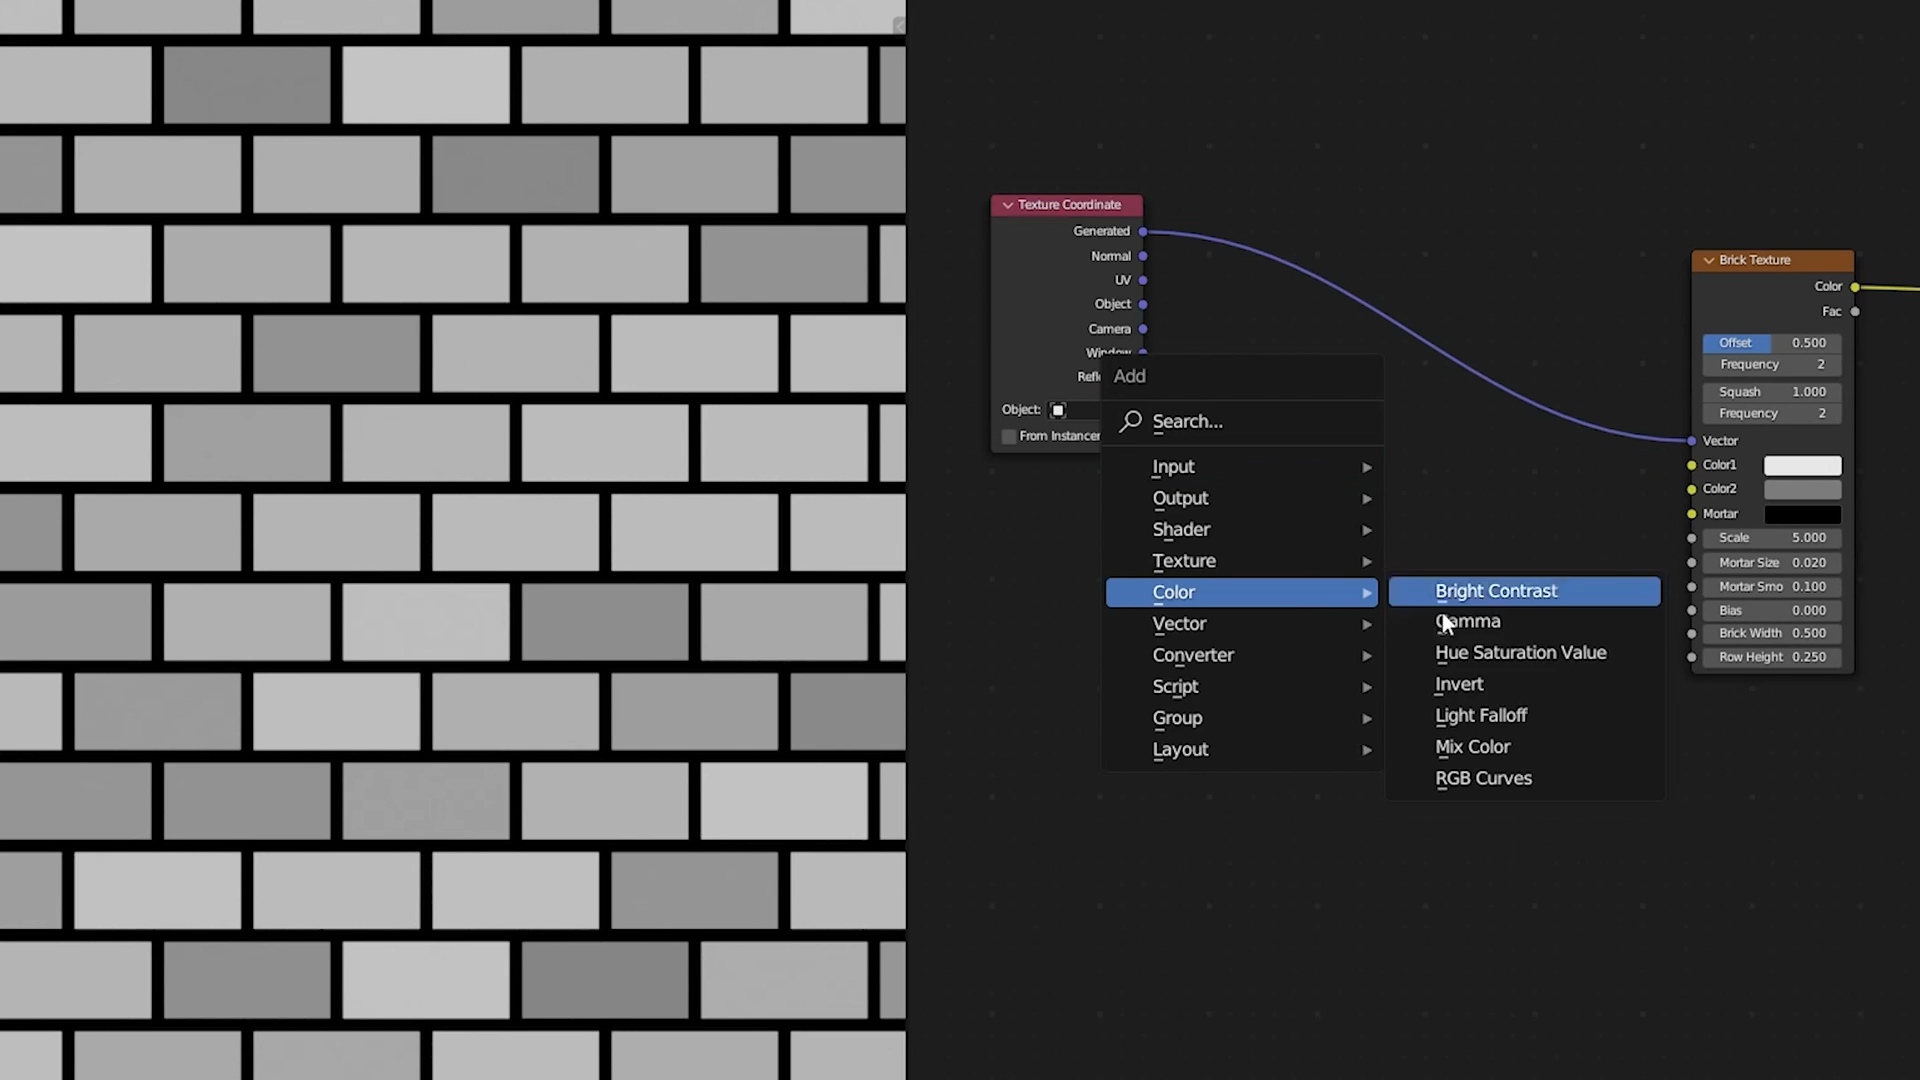 Texture Coordinate
Generated
Normal
UV
Object
Camera
Window
Refle
Object:
From Instancer
Add
Search...
Input
Output
Shader
Texture
Color
Vector
Converter
Script
Group
Layout
Bright Contrast
Gamma
Hue Saturation Value
Invert
Light Falloff
Mix Color
RGB Curves
Brick Texture
Color
Fac
Offset 0.500
Frequency 2
Squash 1.000
Frequency 2
Vector
Color1
Color2
Mortar
Scale 5.000
Mortar Size 0.020
Mortar Smo 0.100
Bias 0.000
Brick Width 0.500
Row Height 0.250